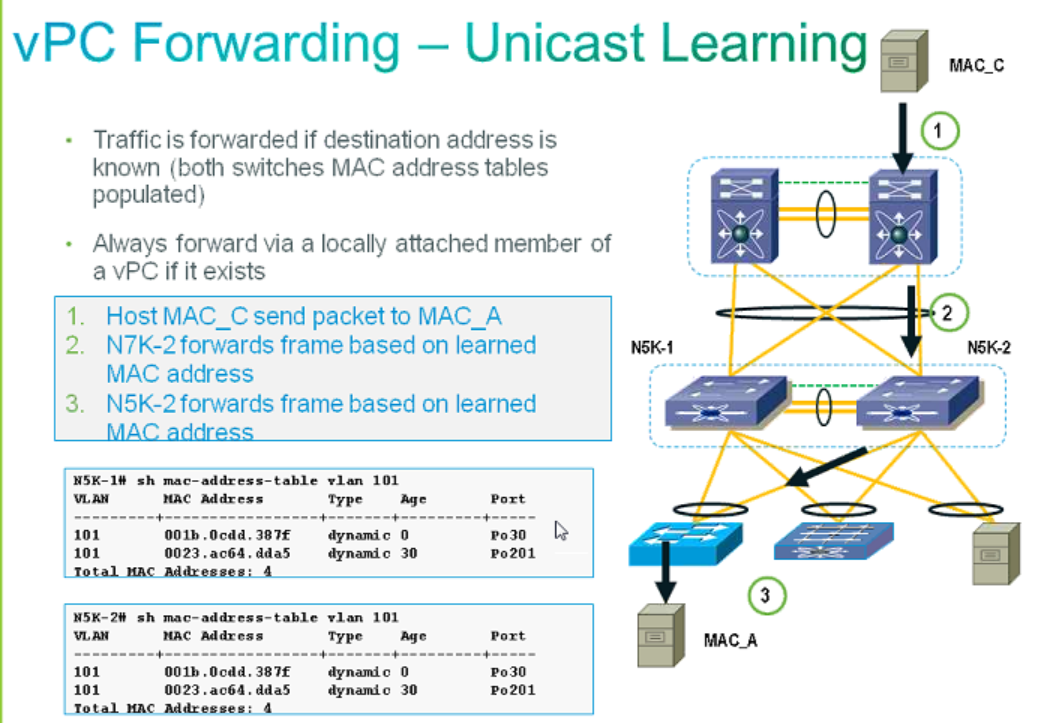 vPC Forwarding – Unicast Learning
MAC_C
1
• Traffic is forwarded if destination address is
known (both switches MAC address tables
populated)
• Always forward via a locally attached member of
a vPC if it exists
1. Host MAC_C send packet to MAC_A
2. N7K-2 forwards frame based on learned
MAC address
3. N5K-2 forwards frame based on learned
MAC address
2
N5K-1
N5K-2
N5K-1# sh mac-address-table vlan 101
VLAN MAC Address Type Age Port
---------+-----------------+-------+---------+-----
101 001b.0cdd.387f dynamic 0 Po30
101 0023.ac64.dda5 dynamic 30 Po201
Total MAC Addresses: 4
N5K-2# sh mac-address-table vlan 101
VLAN MAC Address Type Age Port
---------+-----------------+-------+---------+-----
101 001b.0cdd.387f dynamic 0 Po30
101 0023.ac64.dda5 dynamic 30 Po201
Total MAC Addresses: 4
3
MAC_A